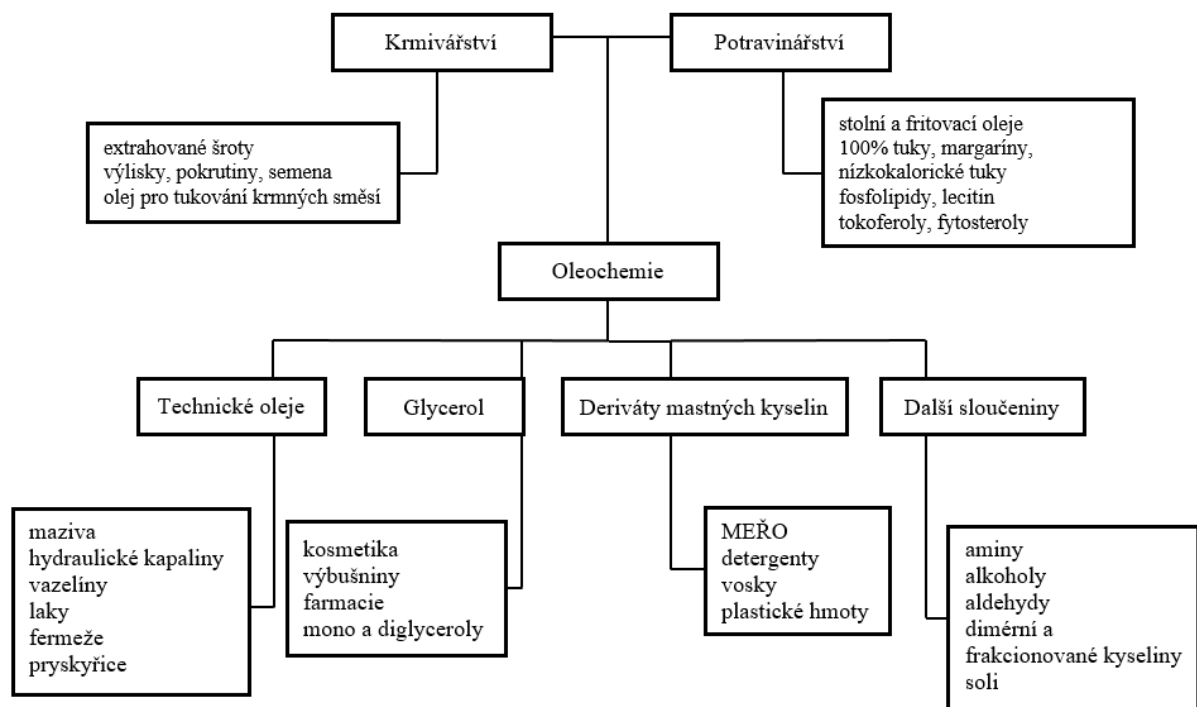 Krmivářství
Potravinářství
extrahované šroty
výlisky, pokrutiny, semena
olej pro tukování krmných směsí
stolní a fritovací oleje
100% tuky, margaríny,
nízkokalorické tuky
fosfolipidy, lecitin
tokoferoly, fytosteroly
Oleochemie
Technické oleje
Glycerol
Deriváty mastných kyselin
Další sloučeniny
maziva
hydraulické kapaliny
vazelíny
laky
fermeže
pryskyřice
kosmetika
výbušniny
farmacie
mono a diglyceroly
MEŘO
detergenty
vosky
plastické hmoty
aminy
alkoholy
aldehydy
dimérní a
frakcionované kyseliny
soli